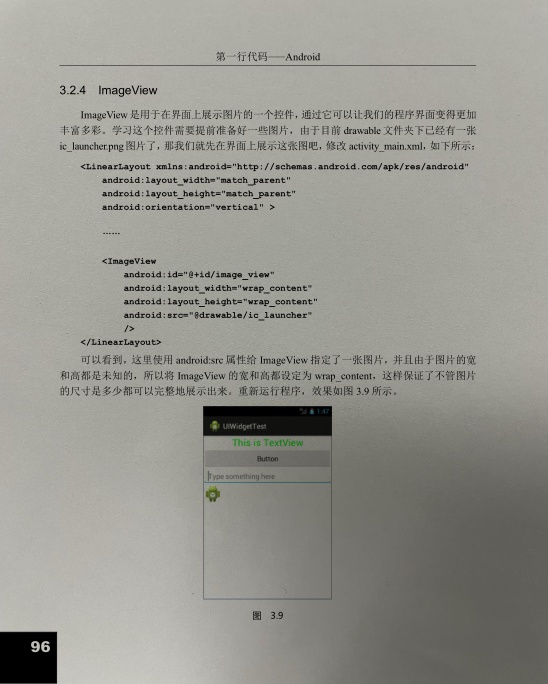 第一行代码——Android
3.2.4 ImageView
ImageView 是用于在界面上展示图片的一个控件，通过它可以让我们的程序界面变得更加
丰富多彩。学习这个控件需要提前准备好一些图片，由于目前 drawable 文件夹下已经有一张
ic_launcher.png 图片了，那我们就先在界面上展示这张图吧，修改 activity_main.xml，如下所示：
<LinearLayout xmlns:android="http://schemas.android.com/apk/res/android"
android:layout_width="match_parent"
android:layout_height="match_parent"
android:orientation="vertical" >
……
<ImageView
android:id="@+id/image_view"
android:layout_width="wrap_content"
android:layout_height="wrap_content"
android:src="@drawable/ic_launcher"
/>
</LinearLayout>
可以看到，这里使用 android:src 属性给 ImageView 指定了一张图片，并且由于图片的宽
和高都是未知的，所以将 ImageView 的宽和高都设定为 wrap_content，这样保证了不管图片
的尺寸是多少都可以完整地展示出来。重新运行程序，效果如图 3.9 所示。
1:47
UIWidgetTest
This is TextView
Button
Type something here
图 3.9
96